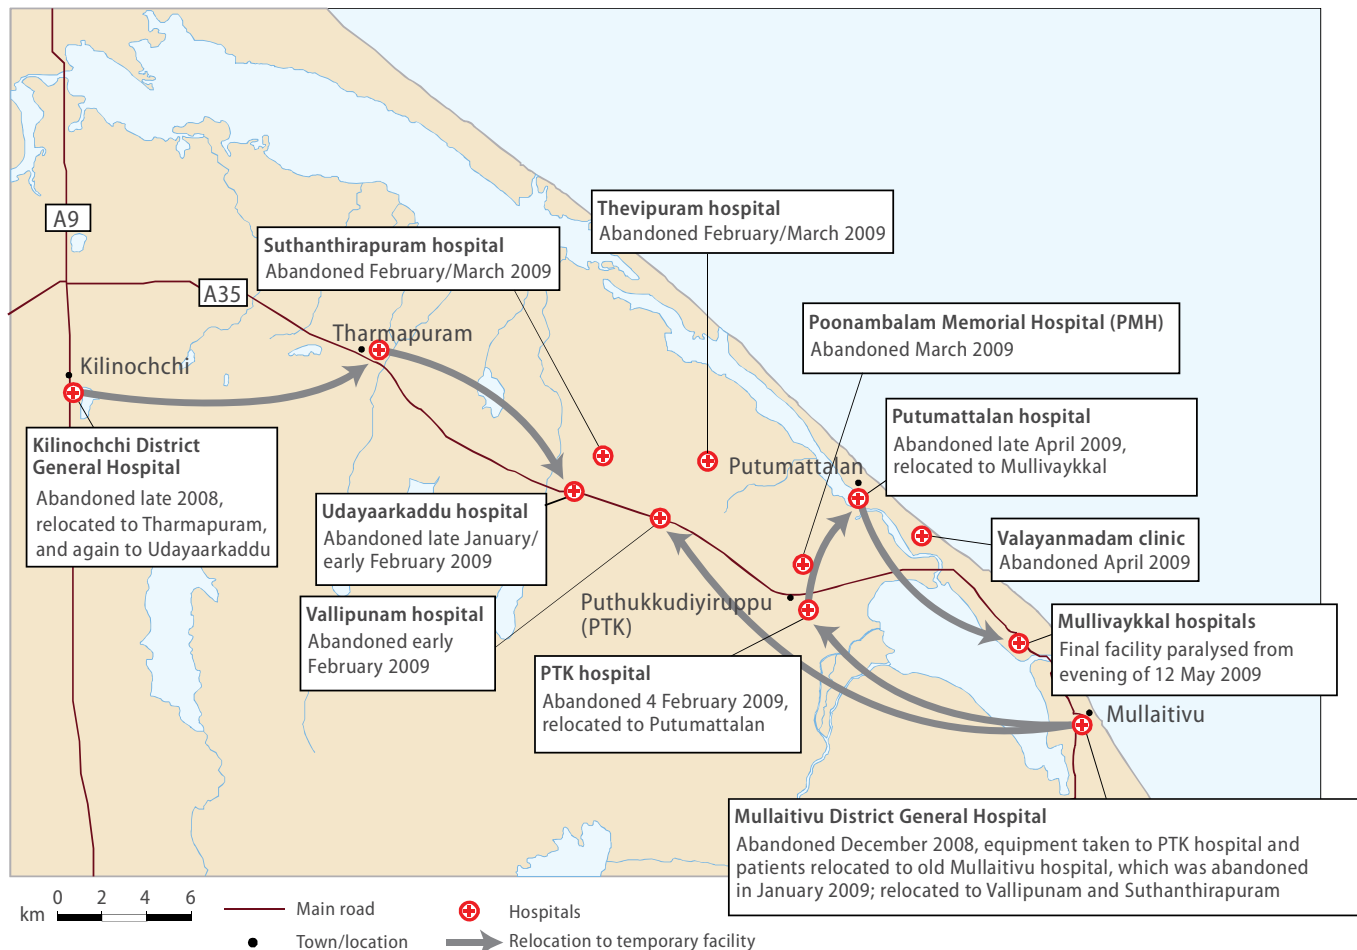 Thevipuram hospital
Abandoned February/March 2009
A9
Suthanthirapuram hospital
Abandoned February/March 2009
A35
Poonambalam Memorial Hospital (PMH)
Abandoned March 2009
Tharmapuram
Kilinochchi
Putumattalan hospital
Abandoned late April 2009,
relocated to Mullivaykkal
Kilinochchi District
General Hospital
Abandoned late 2008,
relocated to Tharmapuram,
and again to Udayaarkaddu
Putumattalan
Udayaarkaddu hospital
Abandoned late January/
early February 2009
Valayanmadam clinic
Abandoned April 2009
Vallipunam hospital
Abandoned early
February 2009
Puthukkudiyiruppu
(PTK)
Mullivaykkal hospitals
Final facility paralysed from
evening of 12 May 2009
PTK hospital
Abandoned 4 February 2009,
relocated to Putumattalan
Mullaitivu
Mullaitivu District General Hospital
Abandoned December 2008, equipment taken to PTK hospital and
patients relocated to old Mullaitivu hospital, which was abandoned
in January 2009; relocated to Vallipunam and Suthanthirapuram
0 2 4 6
km
Main road
Hospitals
Town/location
Relocation to temporary facility